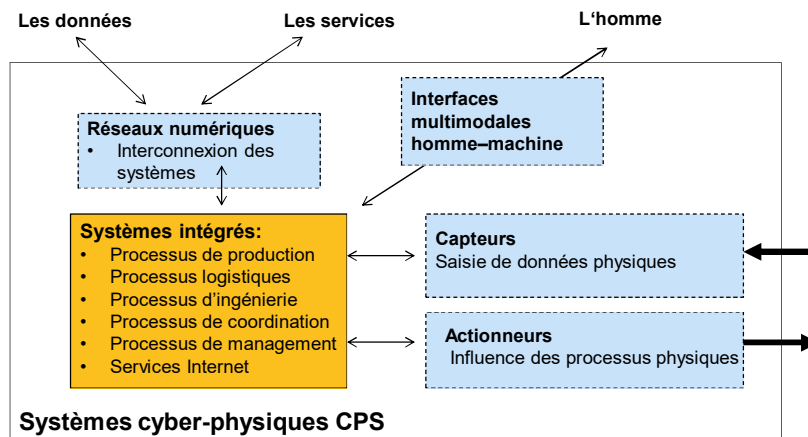 Les données
Les services
L‘homme
Réseaux numériques
• Interconnexion des
systèmes
Interfaces
multimodales
homme–machine
Systèmes intégrés:
• Processus de production
• Processus logistiques
• Processus d’ingénierie
• Processus de coordination
• Processus de management
• Services Internet
Capteurs
Saisie de données physiques
Actionneurs
Influence des processus physiques
Systèmes cyber-physiques CPS